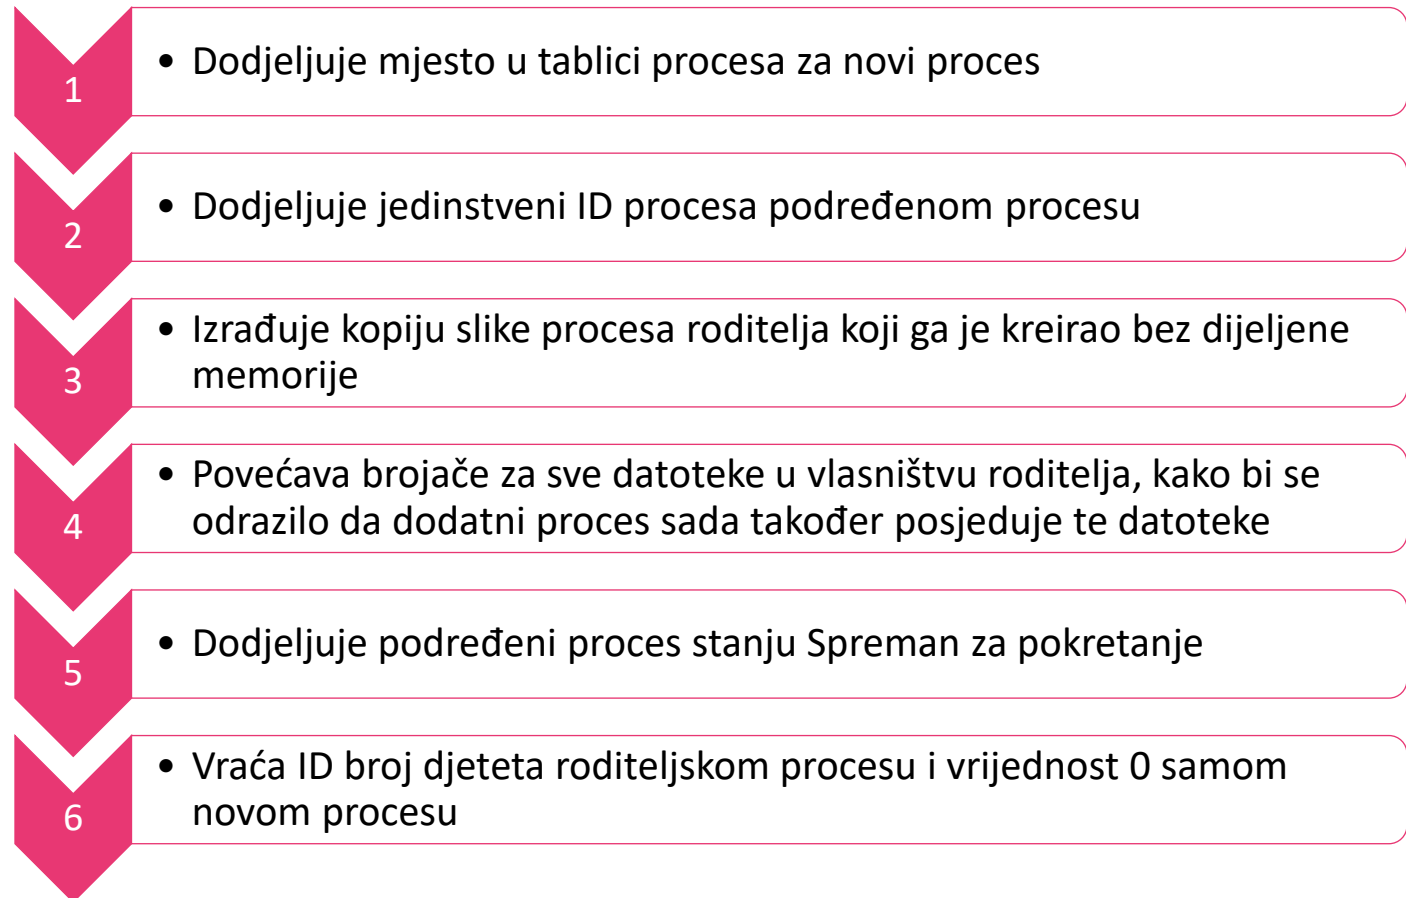 1
• Dodjeljuje mjesto u tablici procesa za novi proces
2
• Dodjeljuje jedinstveni ID procesa podređenom procesu
3
• Izrađuje kopiju slike procesa roditelja koji ga je kreirao bez dijeljene
memorije
4
• Povećava brojače za sve datoteke u vlasništvu roditelja, kako bi se
odrazilo da dodatni proces sada također posjeduje te datoteke
5
• Dodjeljuje podređeni proces stanju Spreman za pokretanje
6
• Vraća ID broj djeteta roditeljskom procesu i vrijednost 0 samom
novom procesu